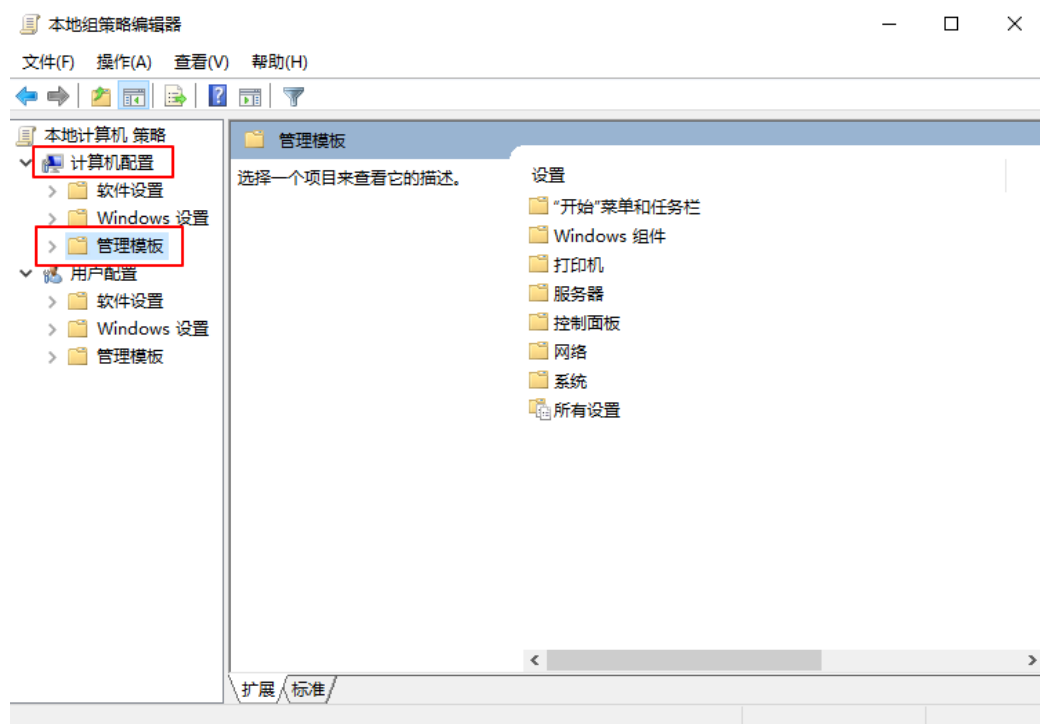 本地组策略编辑器
文件(F) 操作(A) 查看(V) 帮助(H)
本地计算机 策略
计算机配置
软件设置
Windows 设置
管理模板
用户配置
软件设置
Windows 设置
管理模板
管理模板
选择一个项目来查看它的描述。
设置
“开始”菜单和任务栏
Windows 组件
打印机
服务器
控制面板
网络
系统
所有设置
扩展 标准